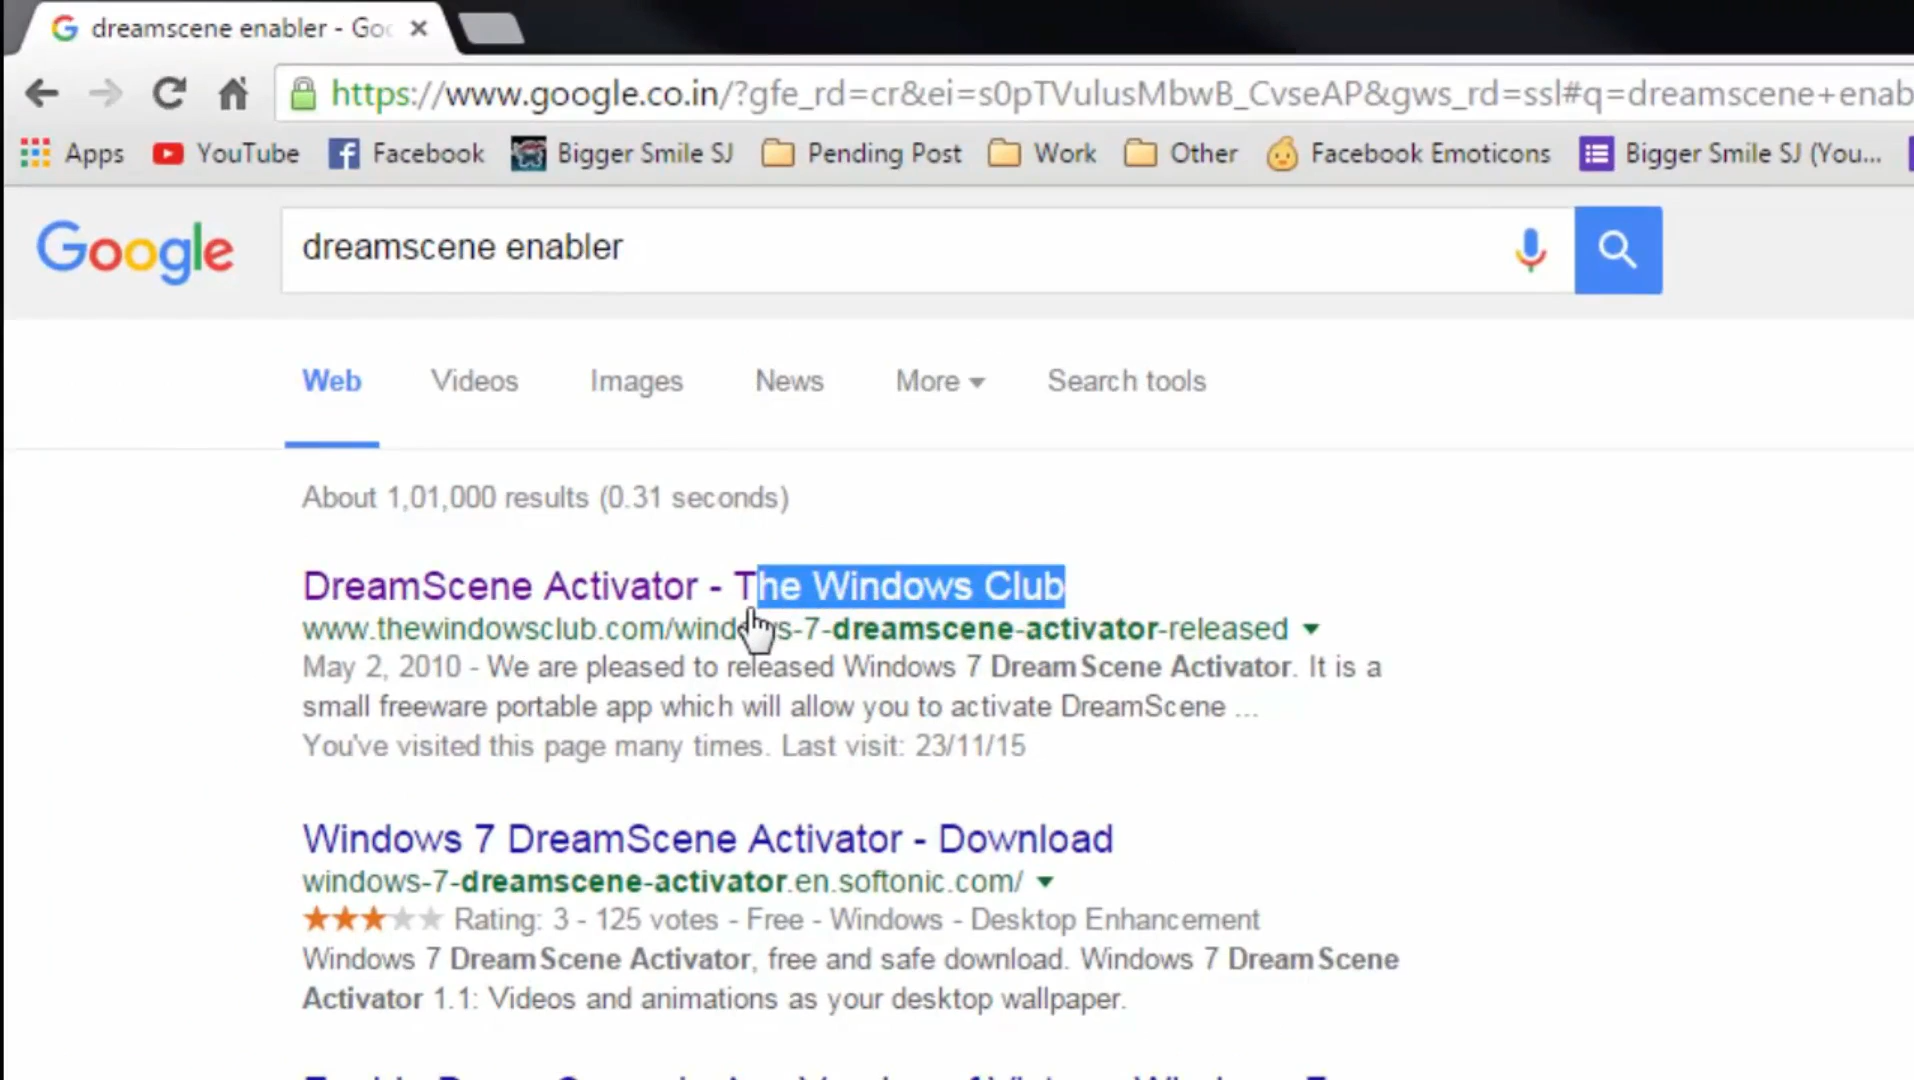 dreamscene enabler - Goo
https://www.google.co.in/?gfe_rd=cr&ei=s0pTVulusMbwB_CvseAP&gws_rd=ssl#q=dreamscene+enab
Apps YouTube Facebook Bigger Smile SJ Pending Post Work Other Facebook Emoticons Bigger Smile SJ (You...
Google dreamscene enabler
Web Videos Images News More Search tools
About 1,01,000 results (0.31 seconds)
DreamScene Activator - The Windows Club
www.thewindowsclub.com/windows-7-dreamscene-activator-released
May 2, 2010 - We are pleased to released Windows 7 DreamScene Activator. It is a
small freeware portable app which will allow you to activate DreamScene ...
You've visited this page many times. Last visit: 23/11/15
Windows 7 DreamScene Activator - Download
windows-7-dreamscene-activator.en.softonic.com/
Rating: 3 - 125 votes - Free - Windows - Desktop Enhancement
Windows 7 DreamScene Activator, free and safe download. Windows 7 DreamScene
Activator 1.1: Videos and animations as your desktop wallpaper.